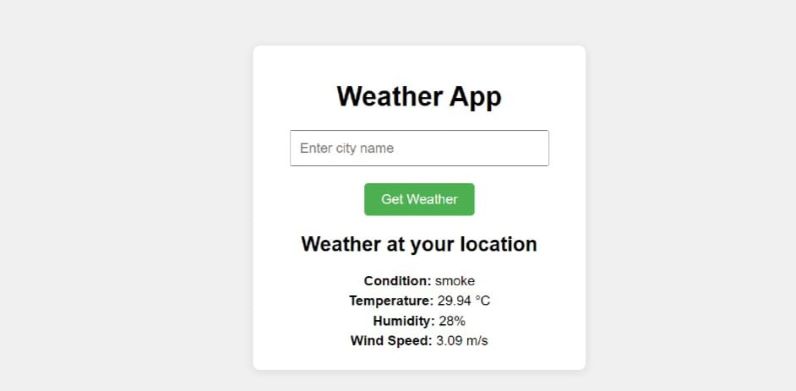 Weather App
Enter city name
Get Weather
Weather at your location
Condition: smoke
Temperature: 29.94 °C
Humidity: 28%
Wind Speed: 3.09 m/s